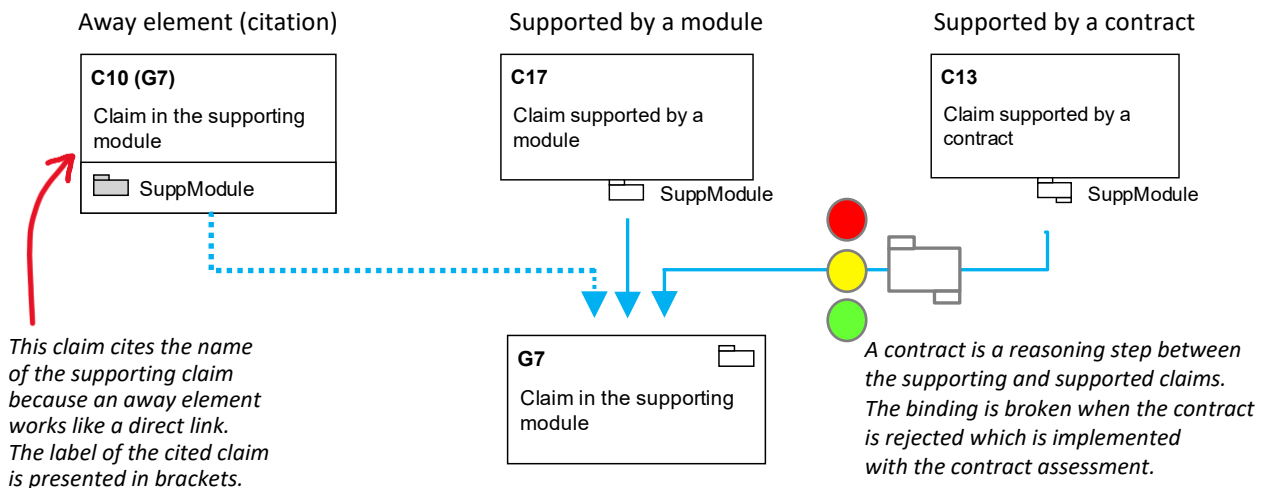 Away element (citation)
Supported by a module
Supported by a contract
C10 (G7)
Claim in the supporting
module
SuppModule
C17
Claim supported by a
module
SuppModule
C13
Claim supported by a
contract
SuppModule
This claim cites the name
of the supporting claim
because an away element
works like a direct link.
The label of the cited claim
is presented in brackets.
G7
Claim in the supporting
module
A contract is a reasoning step between
the supporting and supported claims.
The binding is broken when the contract
is rejected which is implemented
with the contract assessment.